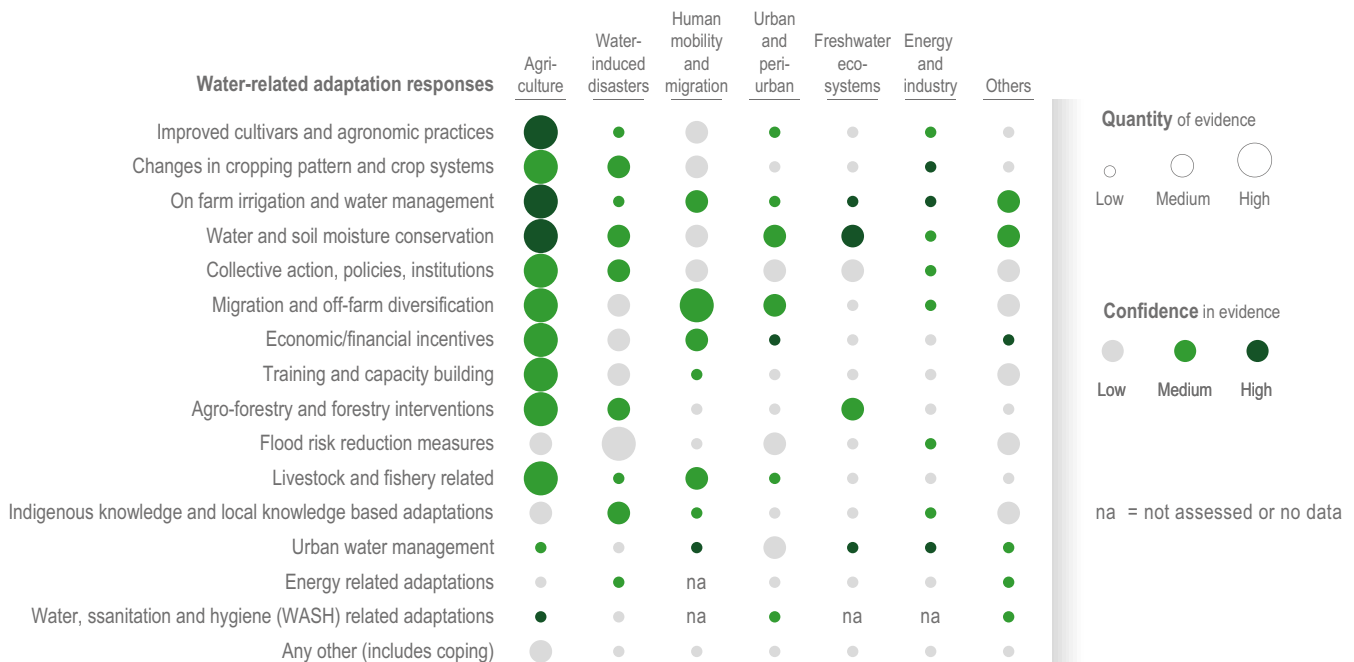 Water-related adaptation responses
Agri-
culture
Water-
induced
disasters
Human
mobility
and
migration
Urban
and
peri-
urban
Freshwater
eco-
systems
Energy
and
industry
Others
Improved cultivars and agronomic practices
Changes in cropping pattern and crop systems
On farm irrigation and water management
Water and soil moisture conservation
Collective action, policies, institutions
Migration and off-farm diversification
Economic/financial incentives
Training and capacity building
Agro-forestry and forestry interventions
Flood risk reduction measures
Livestock and fishery related
Indigenous knowledge and local knowledge based adaptations
Urban water management
Energy related adaptations na
Water, ssanitation and hygiene (WASH) related adaptations na na na
Any other (includes coping)
Quantity of evidence
Low Medium High
Confidence in evidence
Low Medium High
na = not assessed or no data